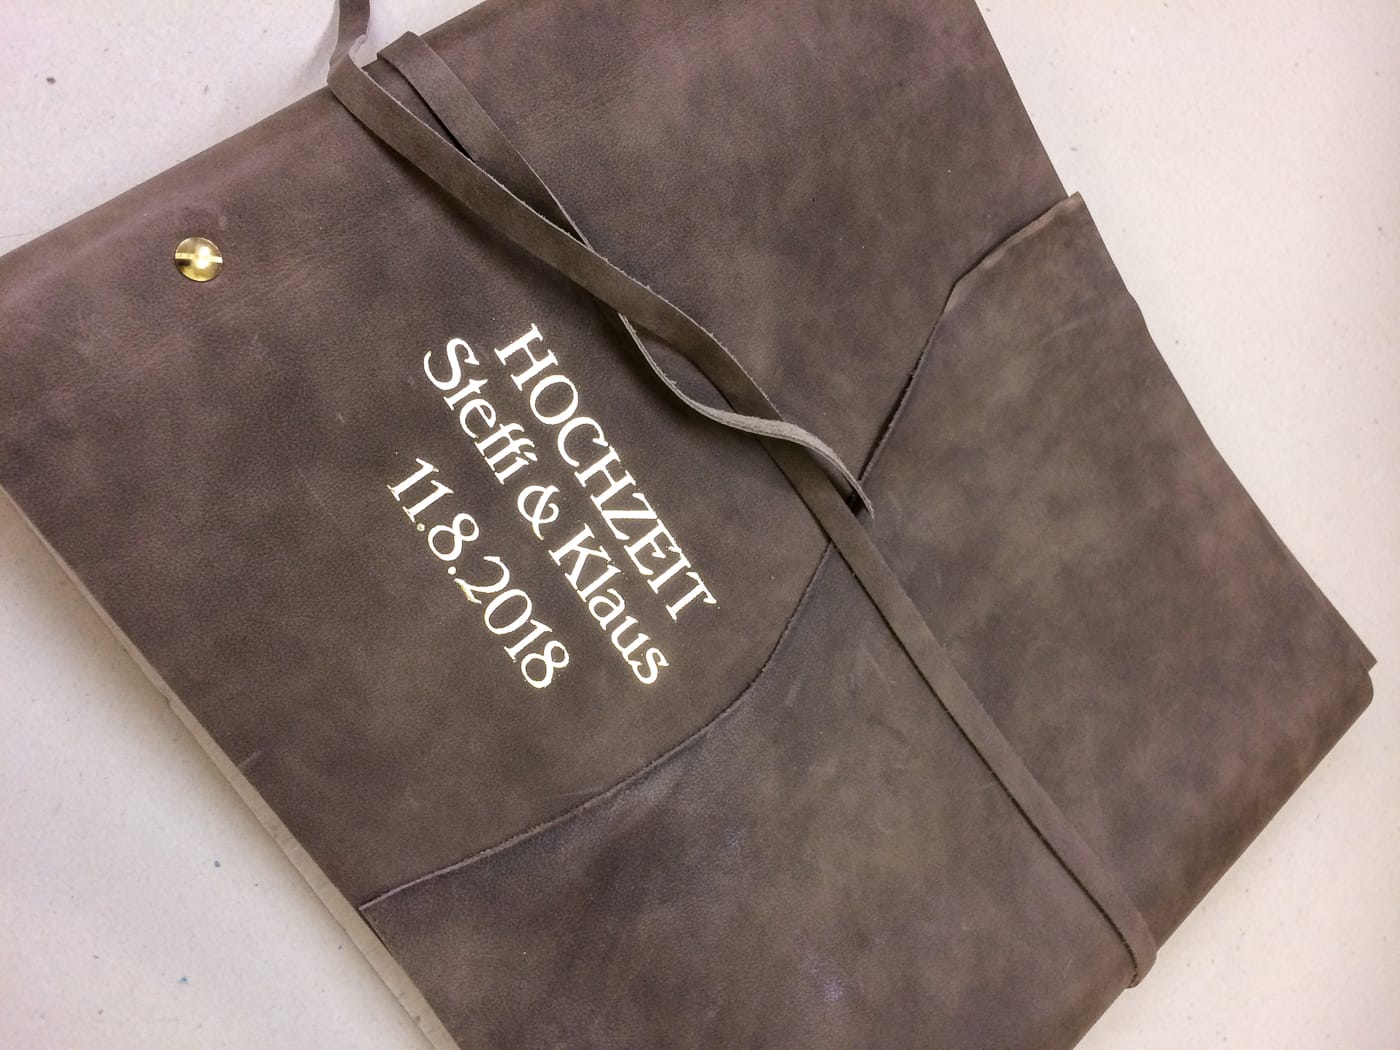 HOCHZEIT
Steffi & Klaus
11.8.2018